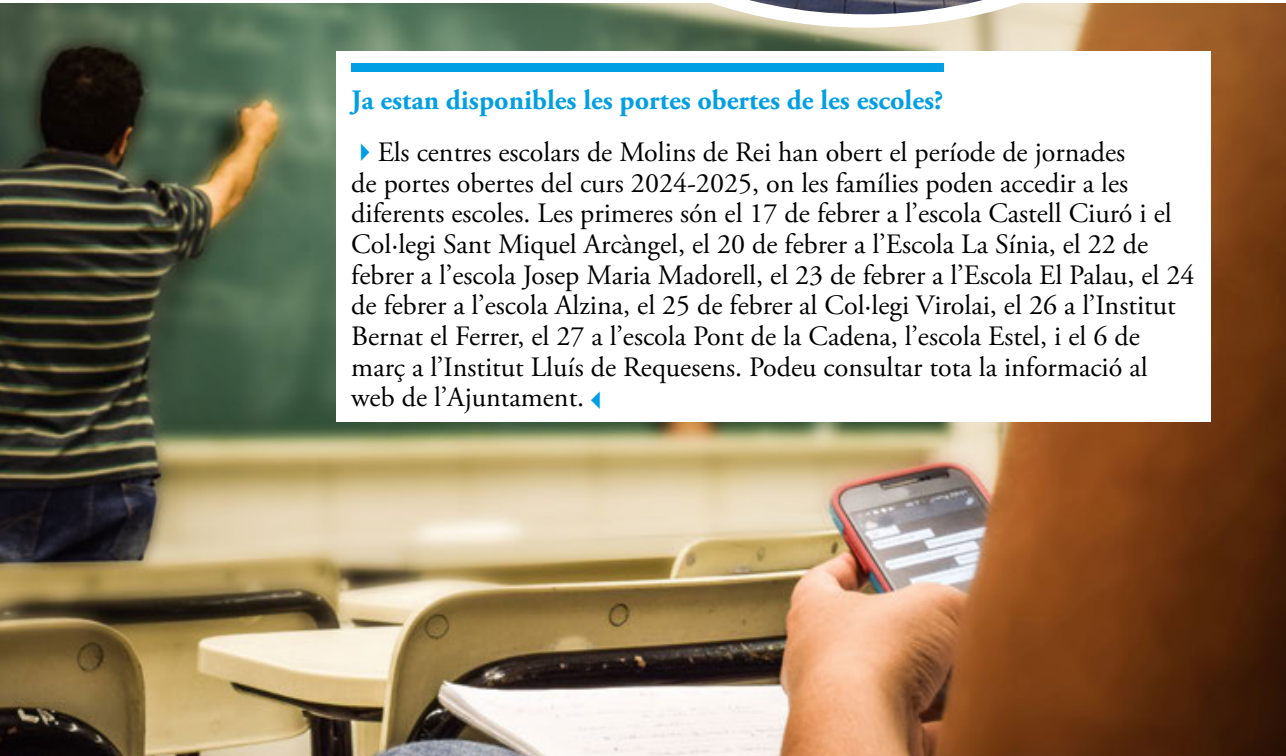 Ja estan disponibles les portes obertes de les escoles?
Els centres escolars de Molins de Rei han obert el període de jornades
de portes obertes del curs 2024-2025, on les famílies poden accedir a les
diferents escoles. Les primeres són el 17 de febrer a l’escola Castell Ciuró i el
Col·legi Sant Miquel Arcàngel, el 20 de febrer a l’Escola La Sínia, el 22 de
febrer a l’escola Josep Maria Madorell, el 23 de febrer a l’Escola El Palau, el 24
de febrer a l’escola Alzina, el 25 de febrer al Col·legi Virolai, el 26 a l’Institut
Bernat el Ferrer, el 27 a l’escola Pont de la Cadena, l’escola Estel, i el 6 de
març a l’Institut Lluís de Requesens. Podeu consultar tota la informació al
web de l’Ajuntament.